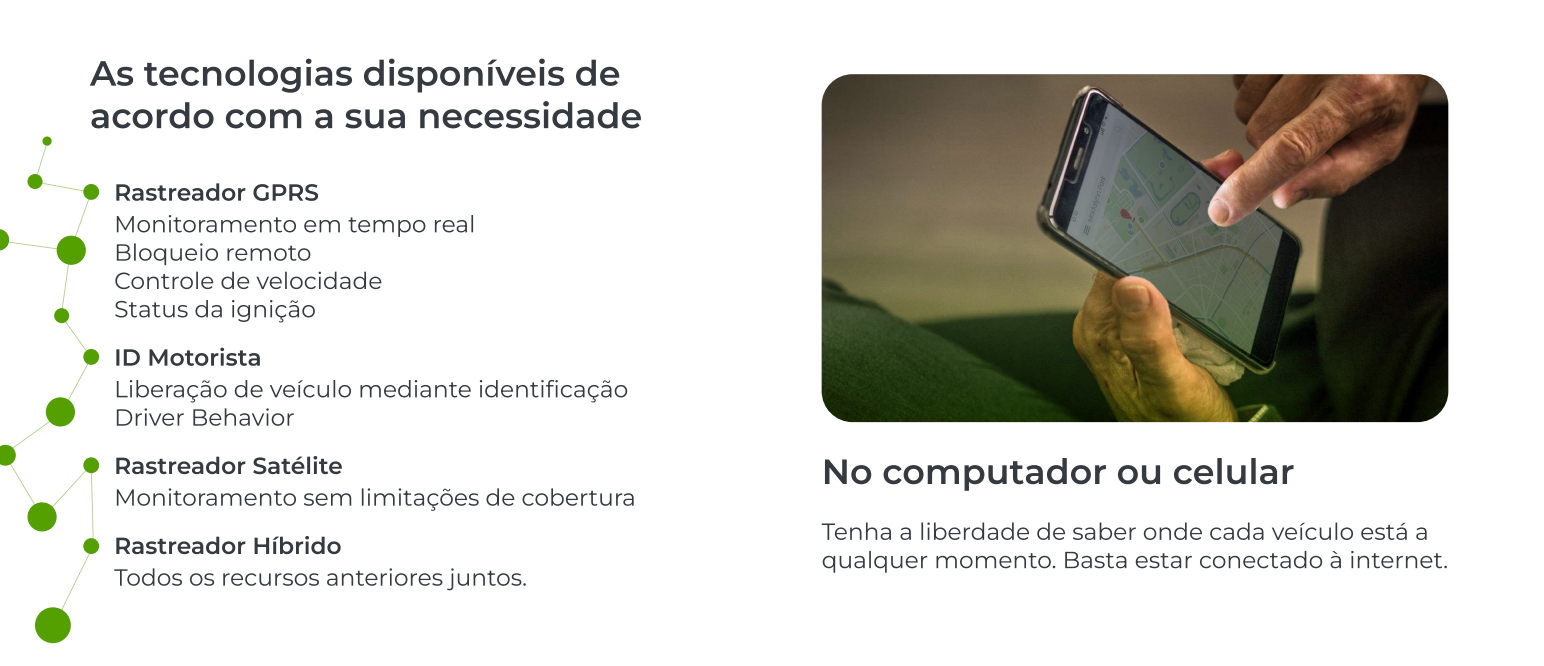 As tecnologias disponíveis de
acordo com a sua necessidade
Rastreador GPRS
Monitoramento em tempo real
Bloqueio remoto
Controle de velocidade
Status da ignição
ID Motorista
Liberação de veículo mediante identificação
Driver Behavior
Rastreador Satélite
Monitoramento sem limitações de cobertura
Rastreador Híbrido
Todos os recursos anteriores juntos.
No computador ou celular
Tenha a liberdade de saber onde cada veículo está a
qualquer momento. Basta estar conectado à internet.